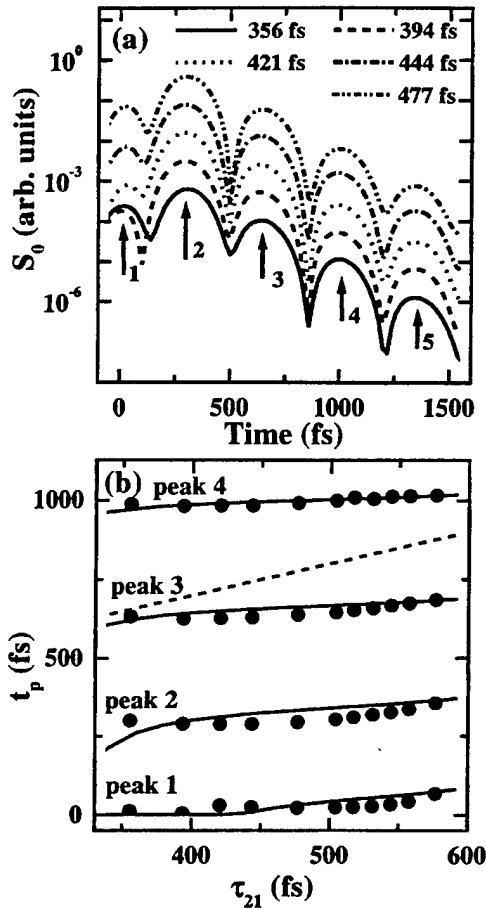 (a)
356 fs
394 fs
421 fs
444 fs
477 fs
10^0
10^-3
10^-6
S_0 (arb. units)
1
2
3
4
5
0
500
1000
1500
Time (fs)
(b)
peak 4
1000
peak 3
500
peak 2
peak 1
0
t_p (fs)
400
500
600
τ_21 (fs)